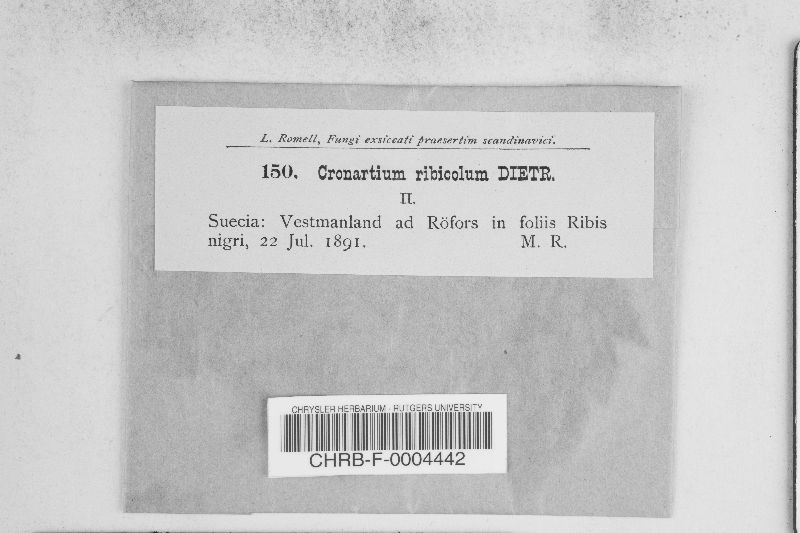 L. Romell, Fungi exsiccati praesertim scandinavici.
150. Cronartium ribicolum DIETR.
II.
Suecia: Vestmanland ad Röfors in foliis Ribis
nigri, 22 Jul. 1891. M. R.
CHRYSLER HERBARIUM - RUTGERS UNIVERSITY
CHRB-F-0004442